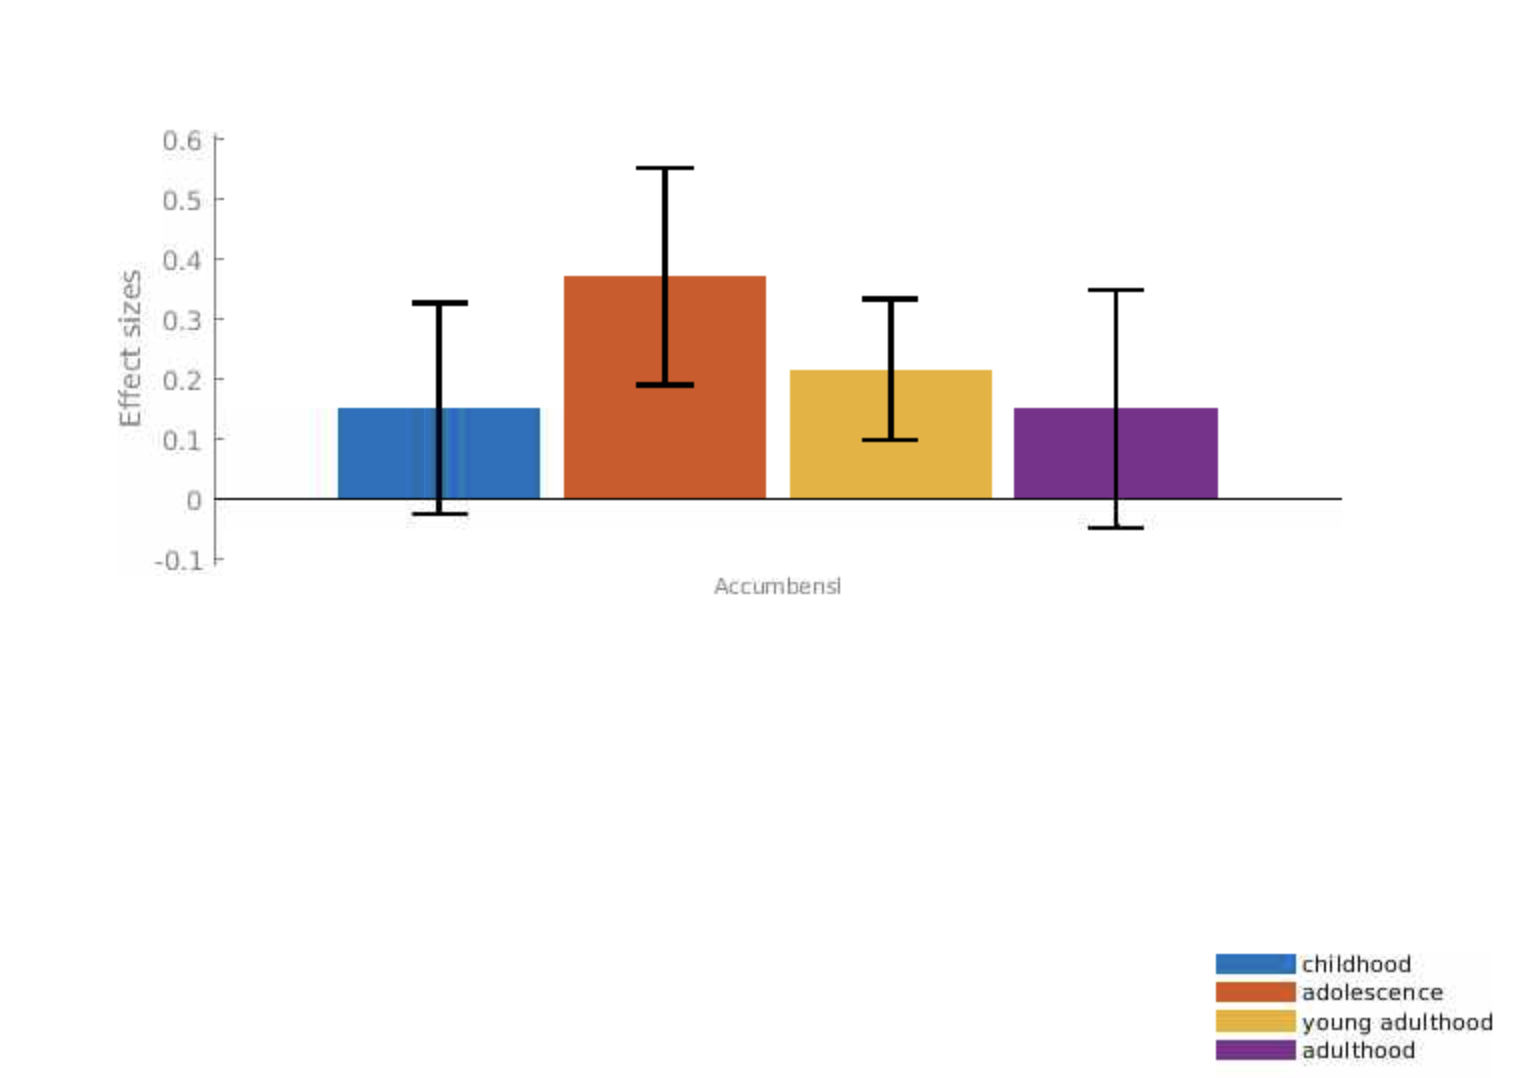 0.6
0.5
0.4
0.3
0.2
0.1
0
-0.1
Effect sizes
Accumbensl
childhood
adolescence
young adulthood
adulthood